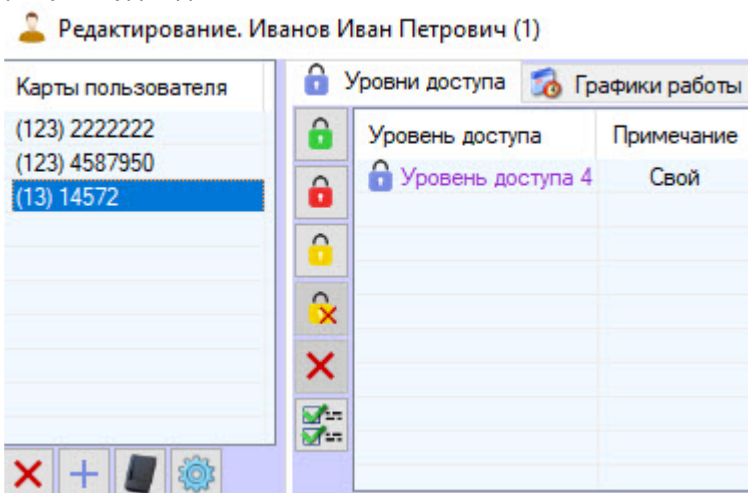 Редактирование. Иванов Иван Петрович (1)
Карты пользователя
(123) 2222222
(123) 4587950
(13) 14572
Уровни доступа
Графики работы
Уровень доступа
Примечание
Уровень доступа 4
Свой